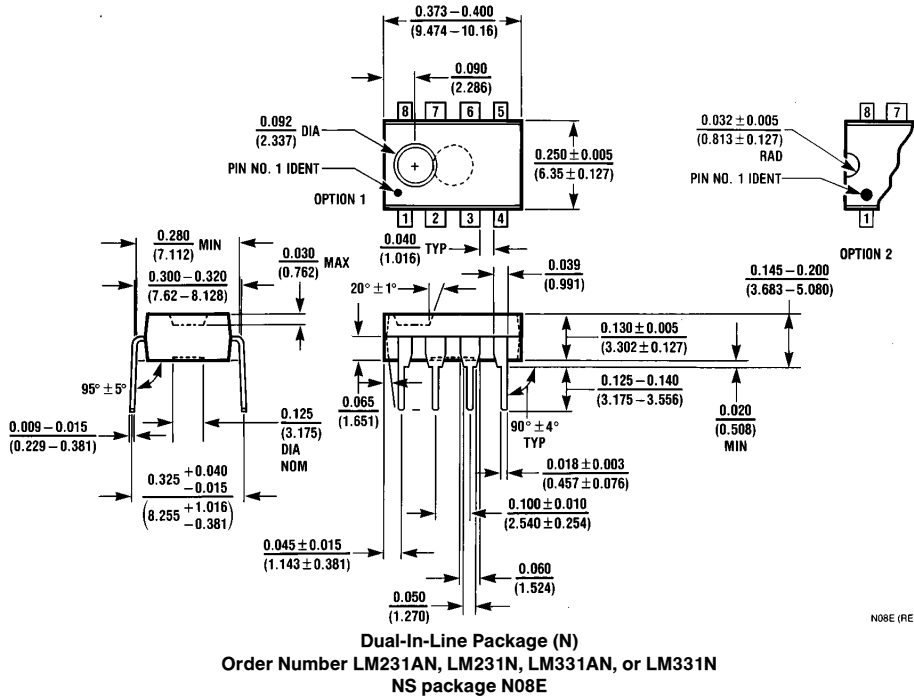 0.373–0.400
(9.474–10.16)
0.090
(2.286)
8 7 6 5
0.092 DIA
(2.337)
+
PIN NO. 1 IDENT
OPTION 1
1 2 3 4
0.250 ± 0.005
(6.35 ± 0.127)
0.032 ± 0.005
(0.813 ± 0.127)
RAD
PIN NO. 1 IDENT
8 7
1
OPTION 2
0.280 MIN
(7.112)
0.300–0.320
(7.62–8.128)
0.030 MAX
(0.762)
0.040 TYP
(1.016)
0.039
(0.991)
20° ± 1°
0.145–0.200
(3.683–5.080)
0.130 ± 0.005
(3.302 ± 0.127)
0.125–0.140
(3.175–3.556)
0.020
(0.508)
MIN
95° ± 5°
0.009–0.015
(0.229–0.381)
0.125
(3.175)
DIA
NOM
0.065
(1.651)
90° ± 4°
TYP
0.018 ± 0.003
(0.457 ± 0.076)
0.325 +0.040
−0.015
(8.255 +1.016
−0.381)
0.100 ± 0.010
(2.540 ± 0.254)
0.045 ± 0.015
(1.143 ± 0.381)
0.060
(1.524)
0.050
(1.270)
N08E (RE
Dual-In-Line Package (N)
Order Number LM231AN, LM231N, LM331AN, or LM331N
NS package N08E